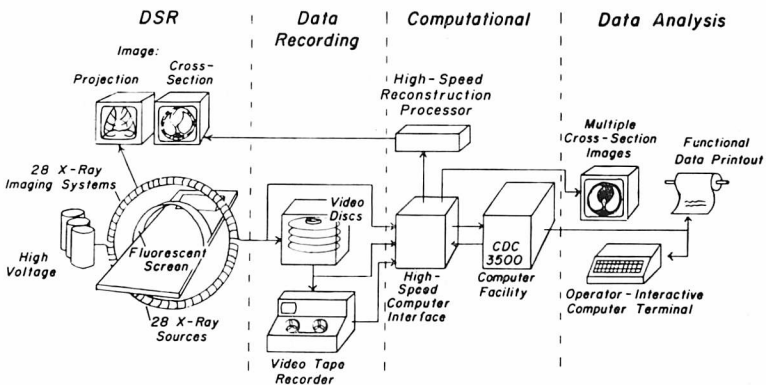 DSR
Data
Recording
Computational
Data Analysis
Image:
Projection
Cross-
Section
High-Speed
Reconstruction
Processor
Multiple
Cross-Section
Images
Functional
Data Printout
28 X-Ray
Imaging Systems
Video
Discs
High
Voltage
Fluorescent
Screen
CDC
3500
High-
Speed
Computer
Interface
Computer
Facility
Operator-Interactive
Computer Terminal
28 X-Ray
Sources
Video Tape
Recorder